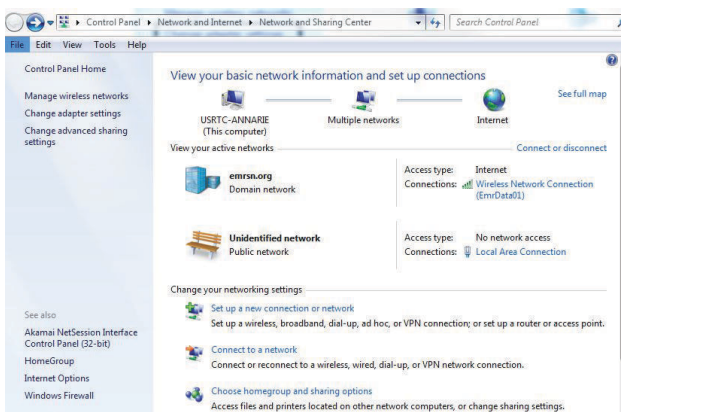 Control Panel ▸ Network and Internet ▸ Network and Sharing Center
Search Control Panel
File Edit View Tools Help
Control Panel Home
Manage wireless networks
Change adapter settings
Change advanced sharing
settings
See also
Akamai NetSession Interface
Control Panel (32-bit)
HomeGroup
Internet Options
Windows Firewall
View your basic network information and set up connections
See full map
USRTC-ANNARIE
(This computer)
Multiple networks
Internet
View your active networks
Connect or disconnect
emrsn.org
Domain network
Access type: Internet
Connections: Wireless Network Connection
(EmrData01)
Unidentified network
Public network
Access type: No network access
Connections: Local Area Connection
Change your networking settings
Set up a new connection or network
Set up a wireless, broadband, dial-up, ad hoc, or VPN connection; or set up a router or access point.
Connect to a network
Connect or reconnect to a wireless, wired, dial-up, or VPN network connection.
Choose homegroup and sharing options
Access files and printers located on other network computers, or change sharing settings.